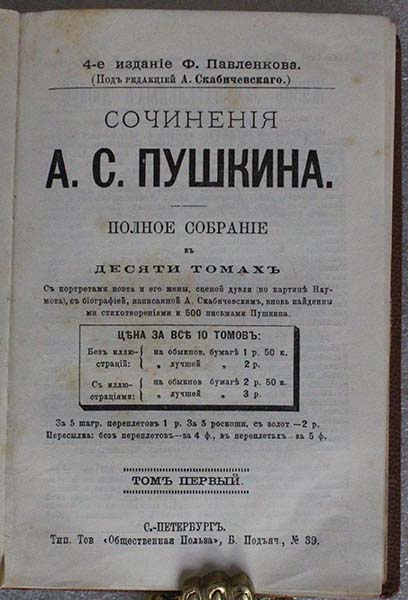 4-е изданіе Ф. Павленкова.
(Подъ редакціей А. Скабичевскаго.)
СОЧИНЕНІЯ
А. С. ПУШКИНА.
ПОЛНОЕ СОБРАНІЕ
въ
ДЕСЯТИ ТОМАХЪ
Съ портретами поэта и его жены, сценой дуэли (по картинѣ Нау-
мова), съ біографіей, написанной А. Скабичевскимъ, вновь найденны
ми стихотвореніями и 500 письмами Пушкина.
ЦѢНА ЗА ВСѢ 10 ТОМОВЪ:
Безъ иллю- на обыкнов. бумагѣ 1 р. 50 к.
страцій: „ лучшей „ 2 р.
Съ иллю- на обыкнов бумагѣ 2 р. 50 к.
страціями: „ лучшей „ 3 р.
За 5 шагр. переплетовъ 1 р. За 5 роскошн. съ волот.—2 р.
Пересылка: безъ переплетовъ—за 4 ф., въ переплетахъ—за 5 ф.
ТОМЪ ПЕРВЫЙ.
С.-ПЕТЕРБУРГЪ.
Тип. Тов «Общественная Польза», Б. Подъяч., № 39.